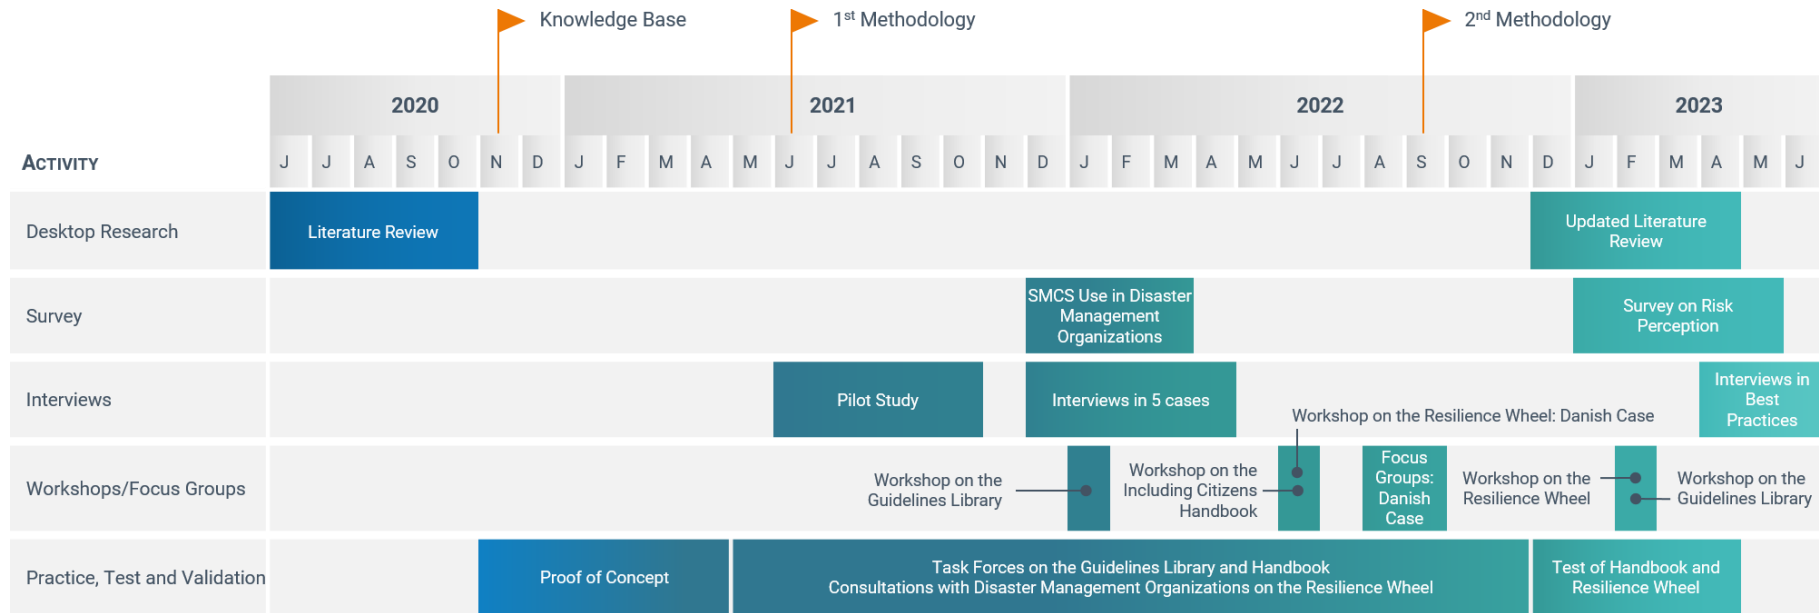 Knowledge Base
1st Methodology
2nd Methodology
2020
2021
2022
2023
ACTIVITY
J J A S O N D J F M A M J J A S O N D J F M A M J J A S O N D J F M A M J
Desktop Research
Literature Review
Updated Literature
Review
Survey
SMCS Use in Disaster
Management
Organizations
Survey on Risk
Perception
Interviews
Pilot Study
Interviews in 5 cases
Interviews in
Best
Practices
Workshop on the Resilience Wheel: Danish Case
Workshops/Focus Groups
Workshop on the
Guidelines Library
Workshop on the
Including Citizens
Handbook
Focus
Groups:
Danish
Case
Workshop on the
Resilience Wheel
Workshop on the
Guidelines Library
Practice, Test and Validation
Proof of Concept
Task Forces on the Guidelines Library and Handbook
Consultations with Disaster Management Organizations on the Resilience Wheel
Test of Handbook and
Resilience Wheel